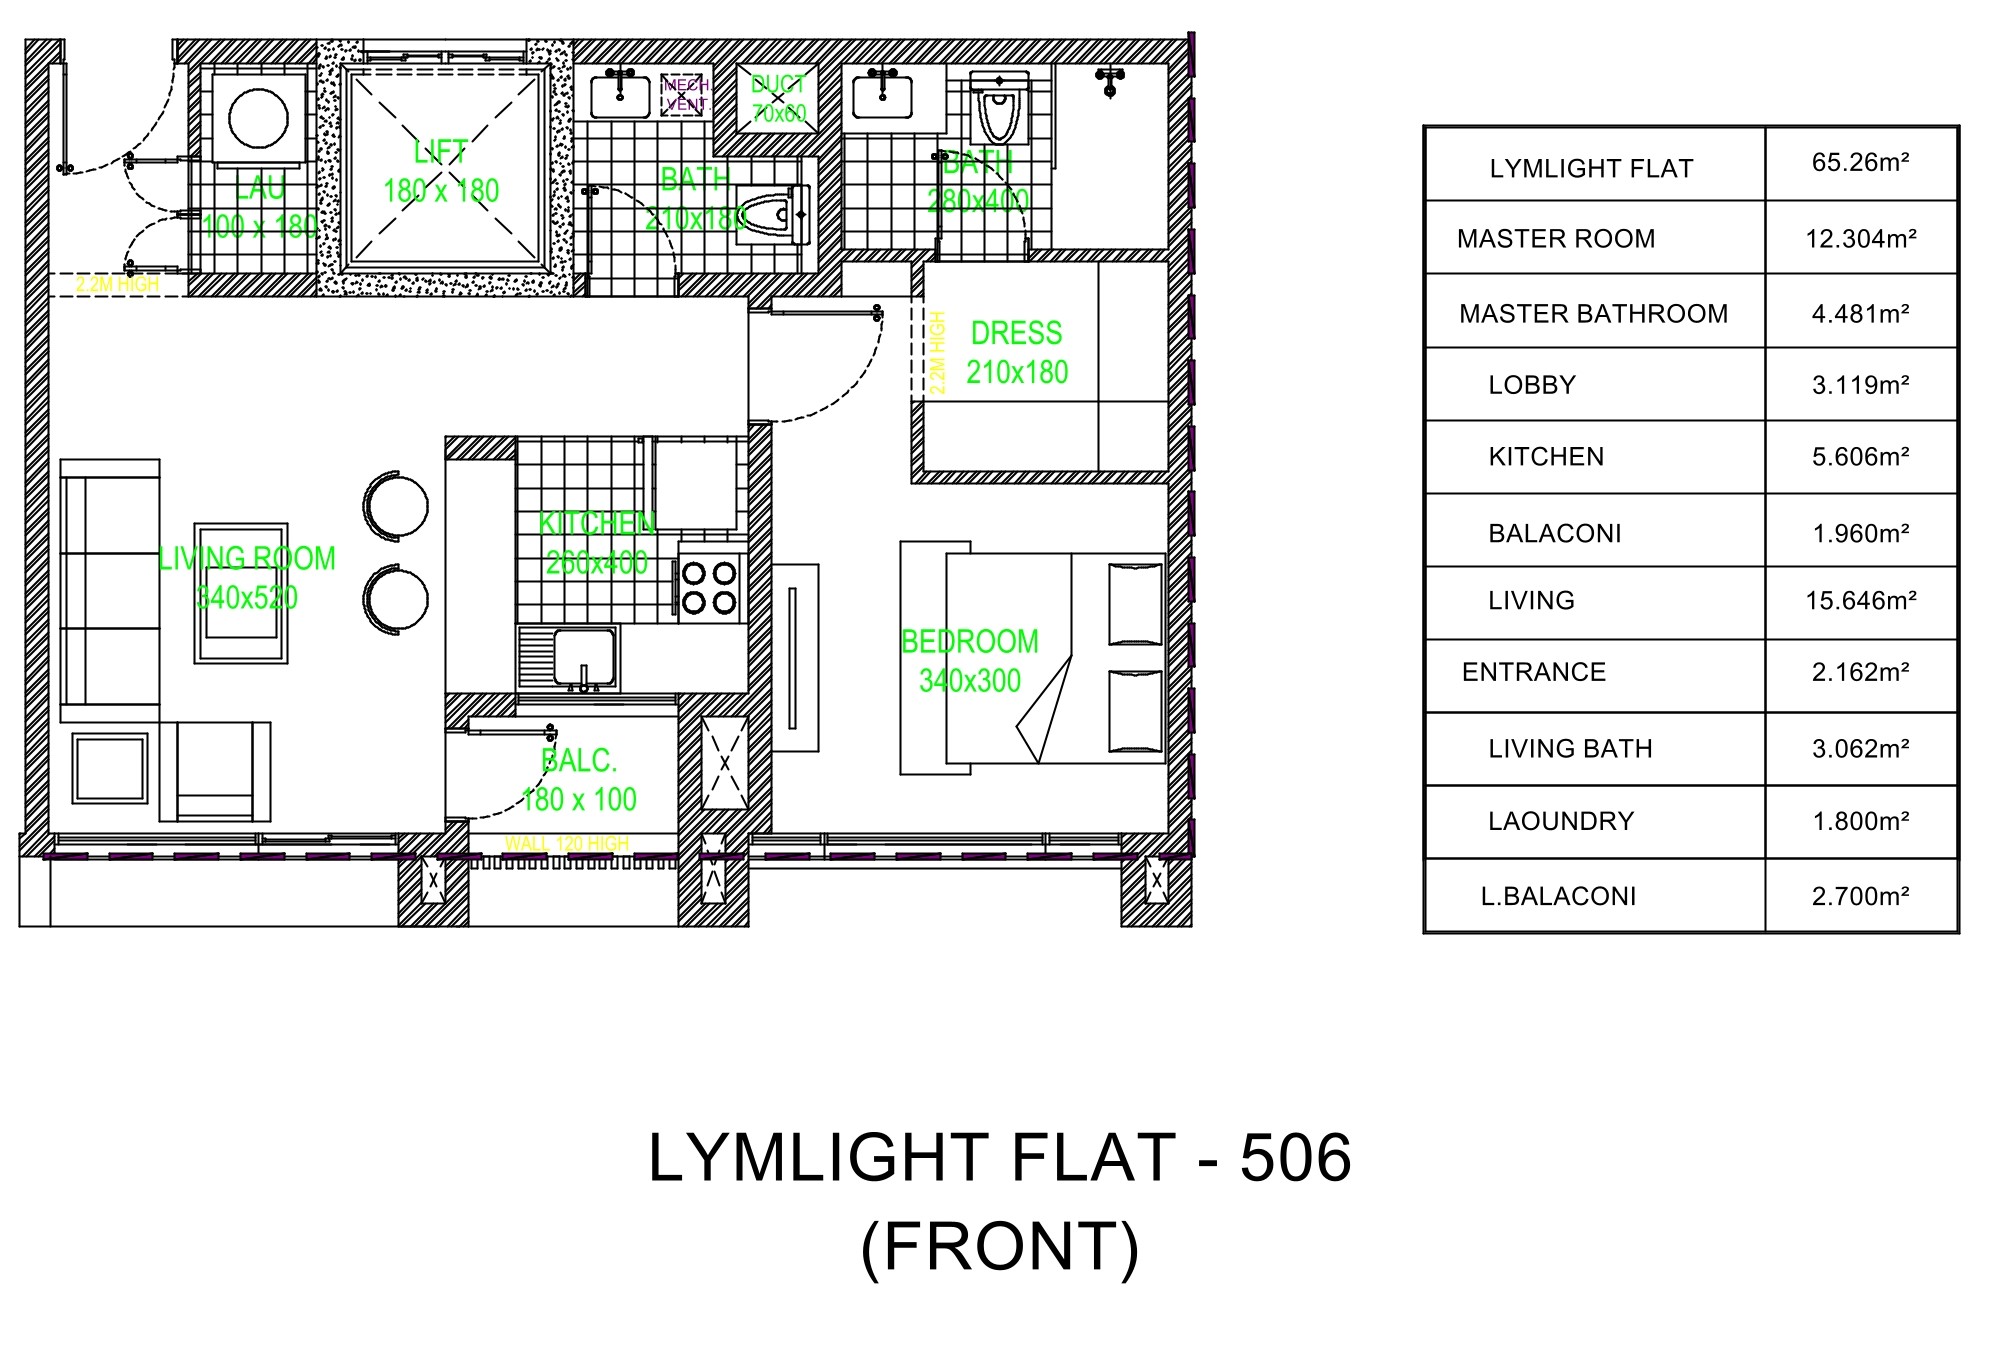 MECH.
VENT.
DUCT
70x60
LIFT
180 x 180
LAU
100 x 180
BATH
210x180
BATH
280x400
2.2M HIGH
2.2M HIGH
DRESS
210x180
KITCHEN
260x400
LIVING ROOM
340x520
BEDROOM
340x300
BALC.
180 x 100
WALL 120 HIGH
LYMLIGHT FLAT 65.26m²
MASTER ROOM 12.304m²
MASTER BATHROOM 4.481m²
LOBBY 3.119m²
KITCHEN 5.606m²
BALACONI 1.960m²
LIVING 15.646m²
ENTRANCE 2.162m²
LIVING BATH 3.062m²
LAOUNDRY 1.800m²
L.BALACONI 2.700m²
LYMLIGHT FLAT - 506
(FRONT)